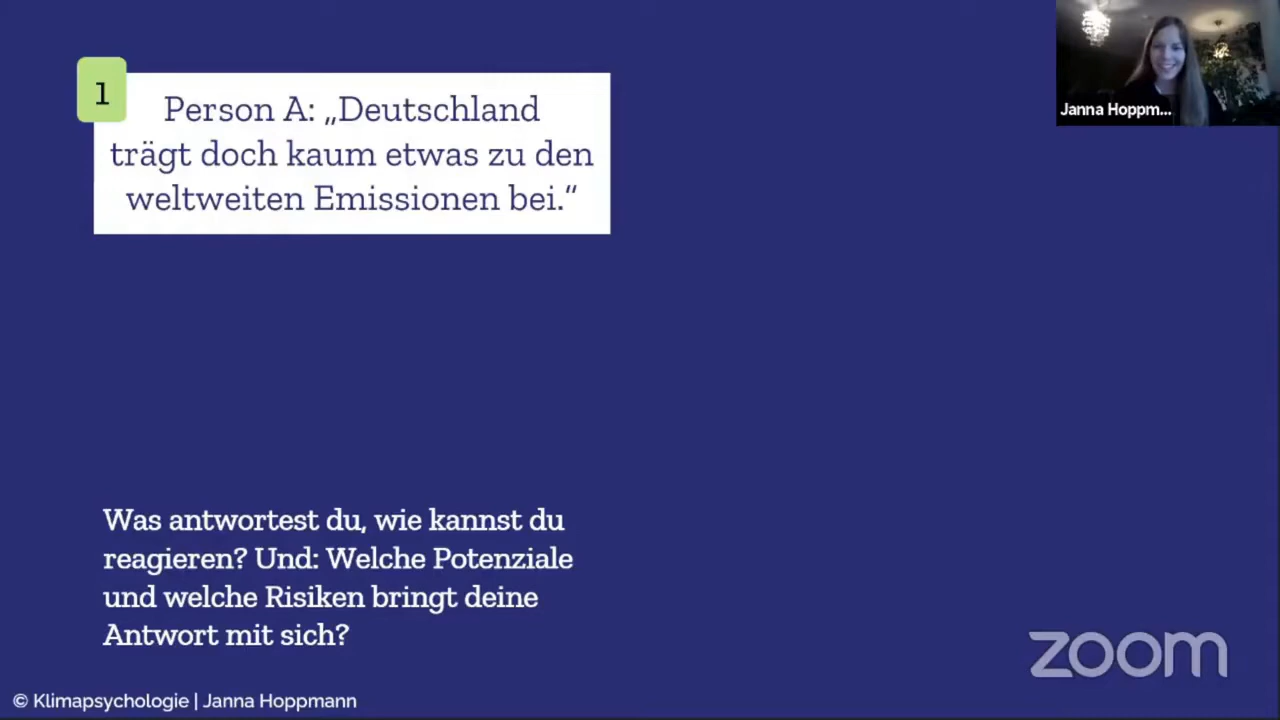 1
Person A: „Deutschland
trägt doch kaum etwas zu den
weltweiten Emissionen bei.“
Janna Hoppm...
Was antwortest du, wie kannst du
reagieren? Und: Welche Potenziale
und welche Risiken bringt deine
Antwort mit sich?
zoom
© Klimapsychologie | Janna Hoppmann